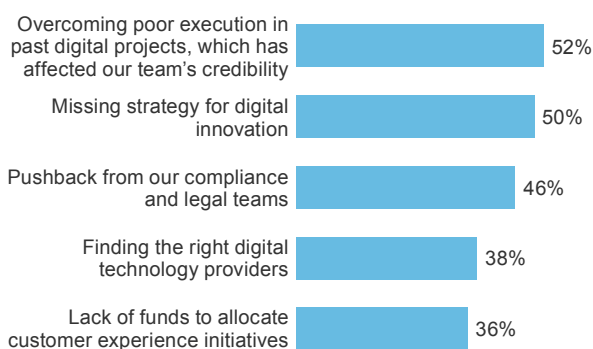 Overcoming poor execution in
past digital projects, which has
affected our team’s credibility
52%
Missing strategy for digital
innovation
50%
Pushback from our compliance
and legal teams
46%
Finding the right digital
technology providers
38%
Lack of funds to allocate
customer experience initiatives
36%